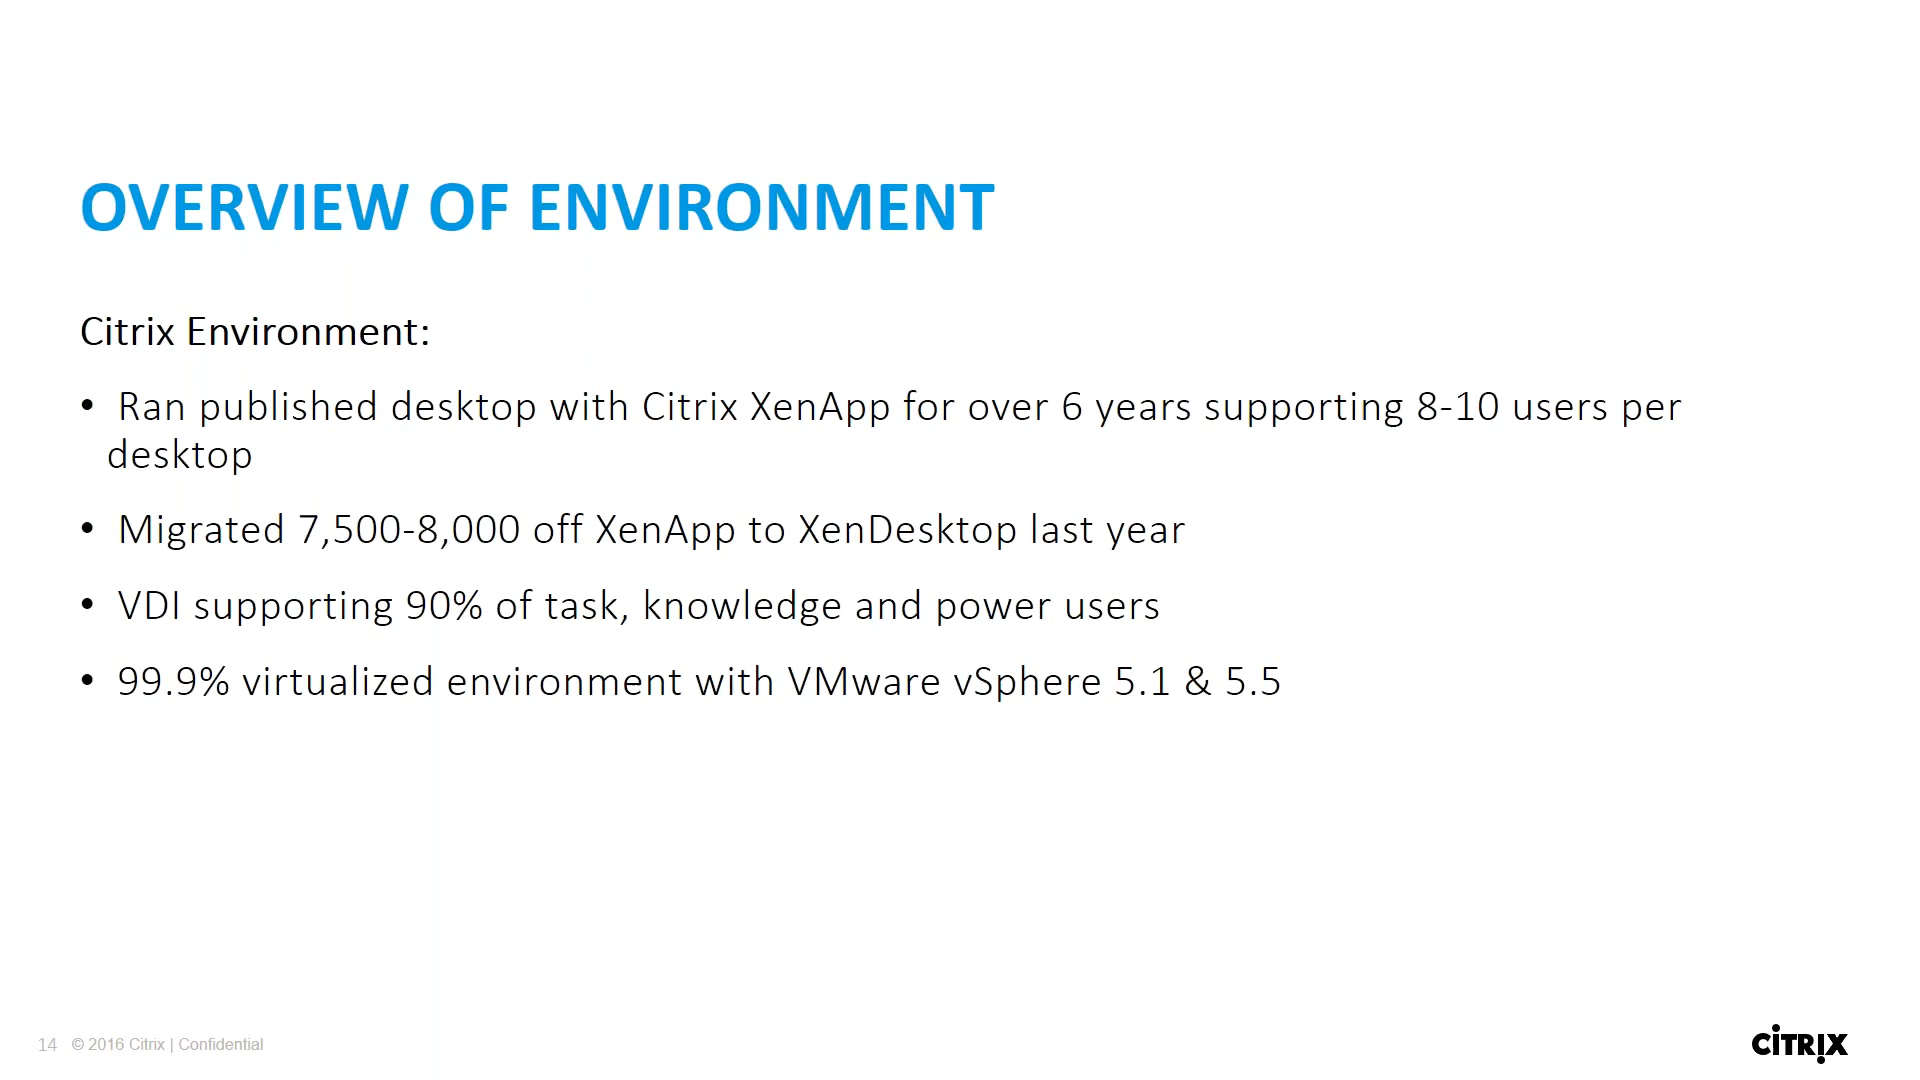 OVERVIEW OF ENVIRONMENT
Citrix Environment:
• Ran published desktop with Citrix XenApp for over 6 years supporting 8-10 users per
desktop
• Migrated 7,500-8,000 off XenApp to XenDesktop last year
• VDI supporting 90% of task, knowledge and power users
• 99.9% virtualized environment with VMware vSphere 5.1 & 5.5
14 © 2016 Citrix | Confidential
CİTRIX